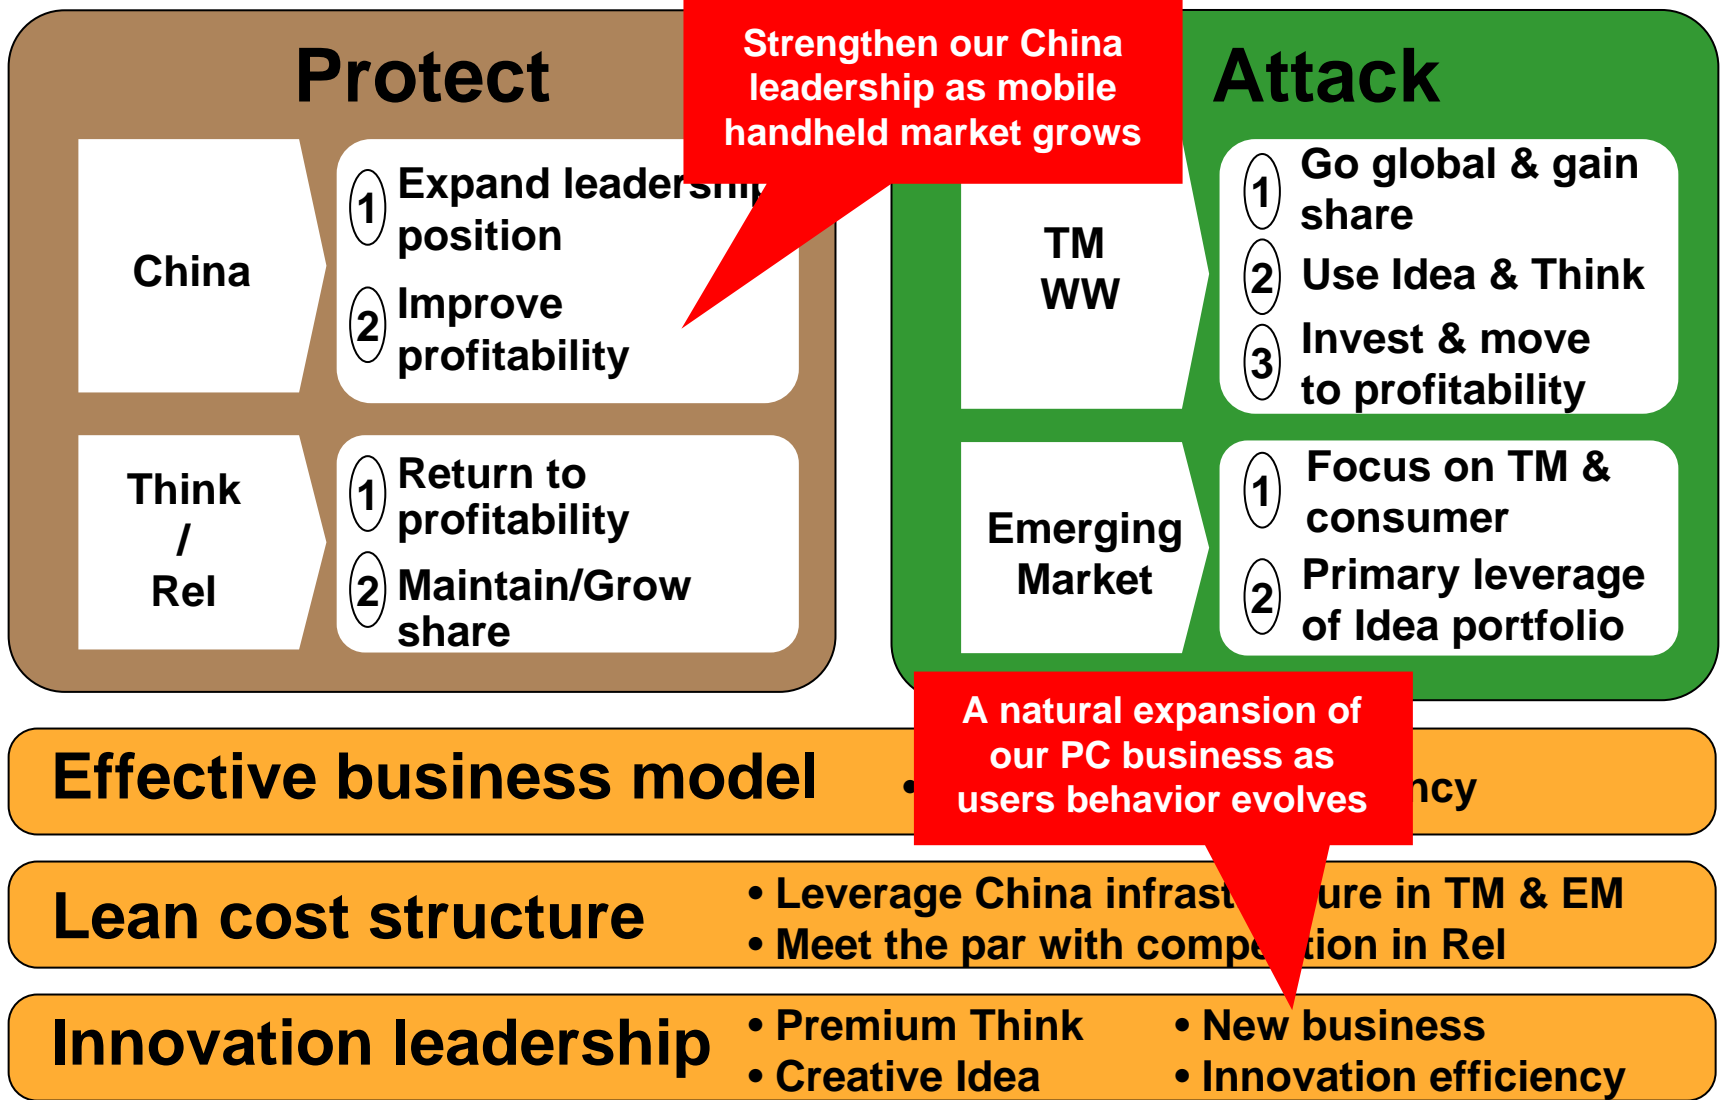 Protect
China
1
Expand leadership
position
2
Improve
profitability
Think
/
Rel
1
Return to
profitability
2
Maintain/Grow
share
Strengthen our China
leadership as mobile
handheld market grows
Attack
TM
WW
1
Go global & gain
share
2
Use Idea & Think
3
Invest & move
to profitability
Emerging
Market
1
Focus on TM &
consumer
2
Primary leverage
of Idea portfolio
A natural expansion of
our PC business as
users behavior evolves
Effective business model
•
Lean cost structure
• Leverage China infrastructure in TM & EM
• Meet the par with competition in Rel
Innovation leadership
• Premium Think
• Creative Idea
• New business
• Innovation efficiency